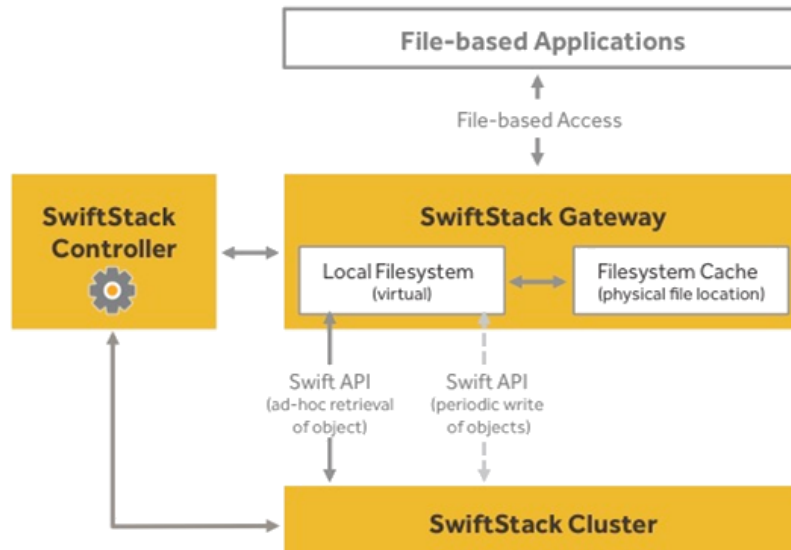 File-based Applications
File-based Access
SwiftStack
Controller
SwiftStack Gateway
Local Filesystem
(virtual)
Filesystem Cache
(physical file location)
Swift API
(ad-hoc retrieval
of object)
Swift API
(periodic write
of objects)
SwiftStack Cluster